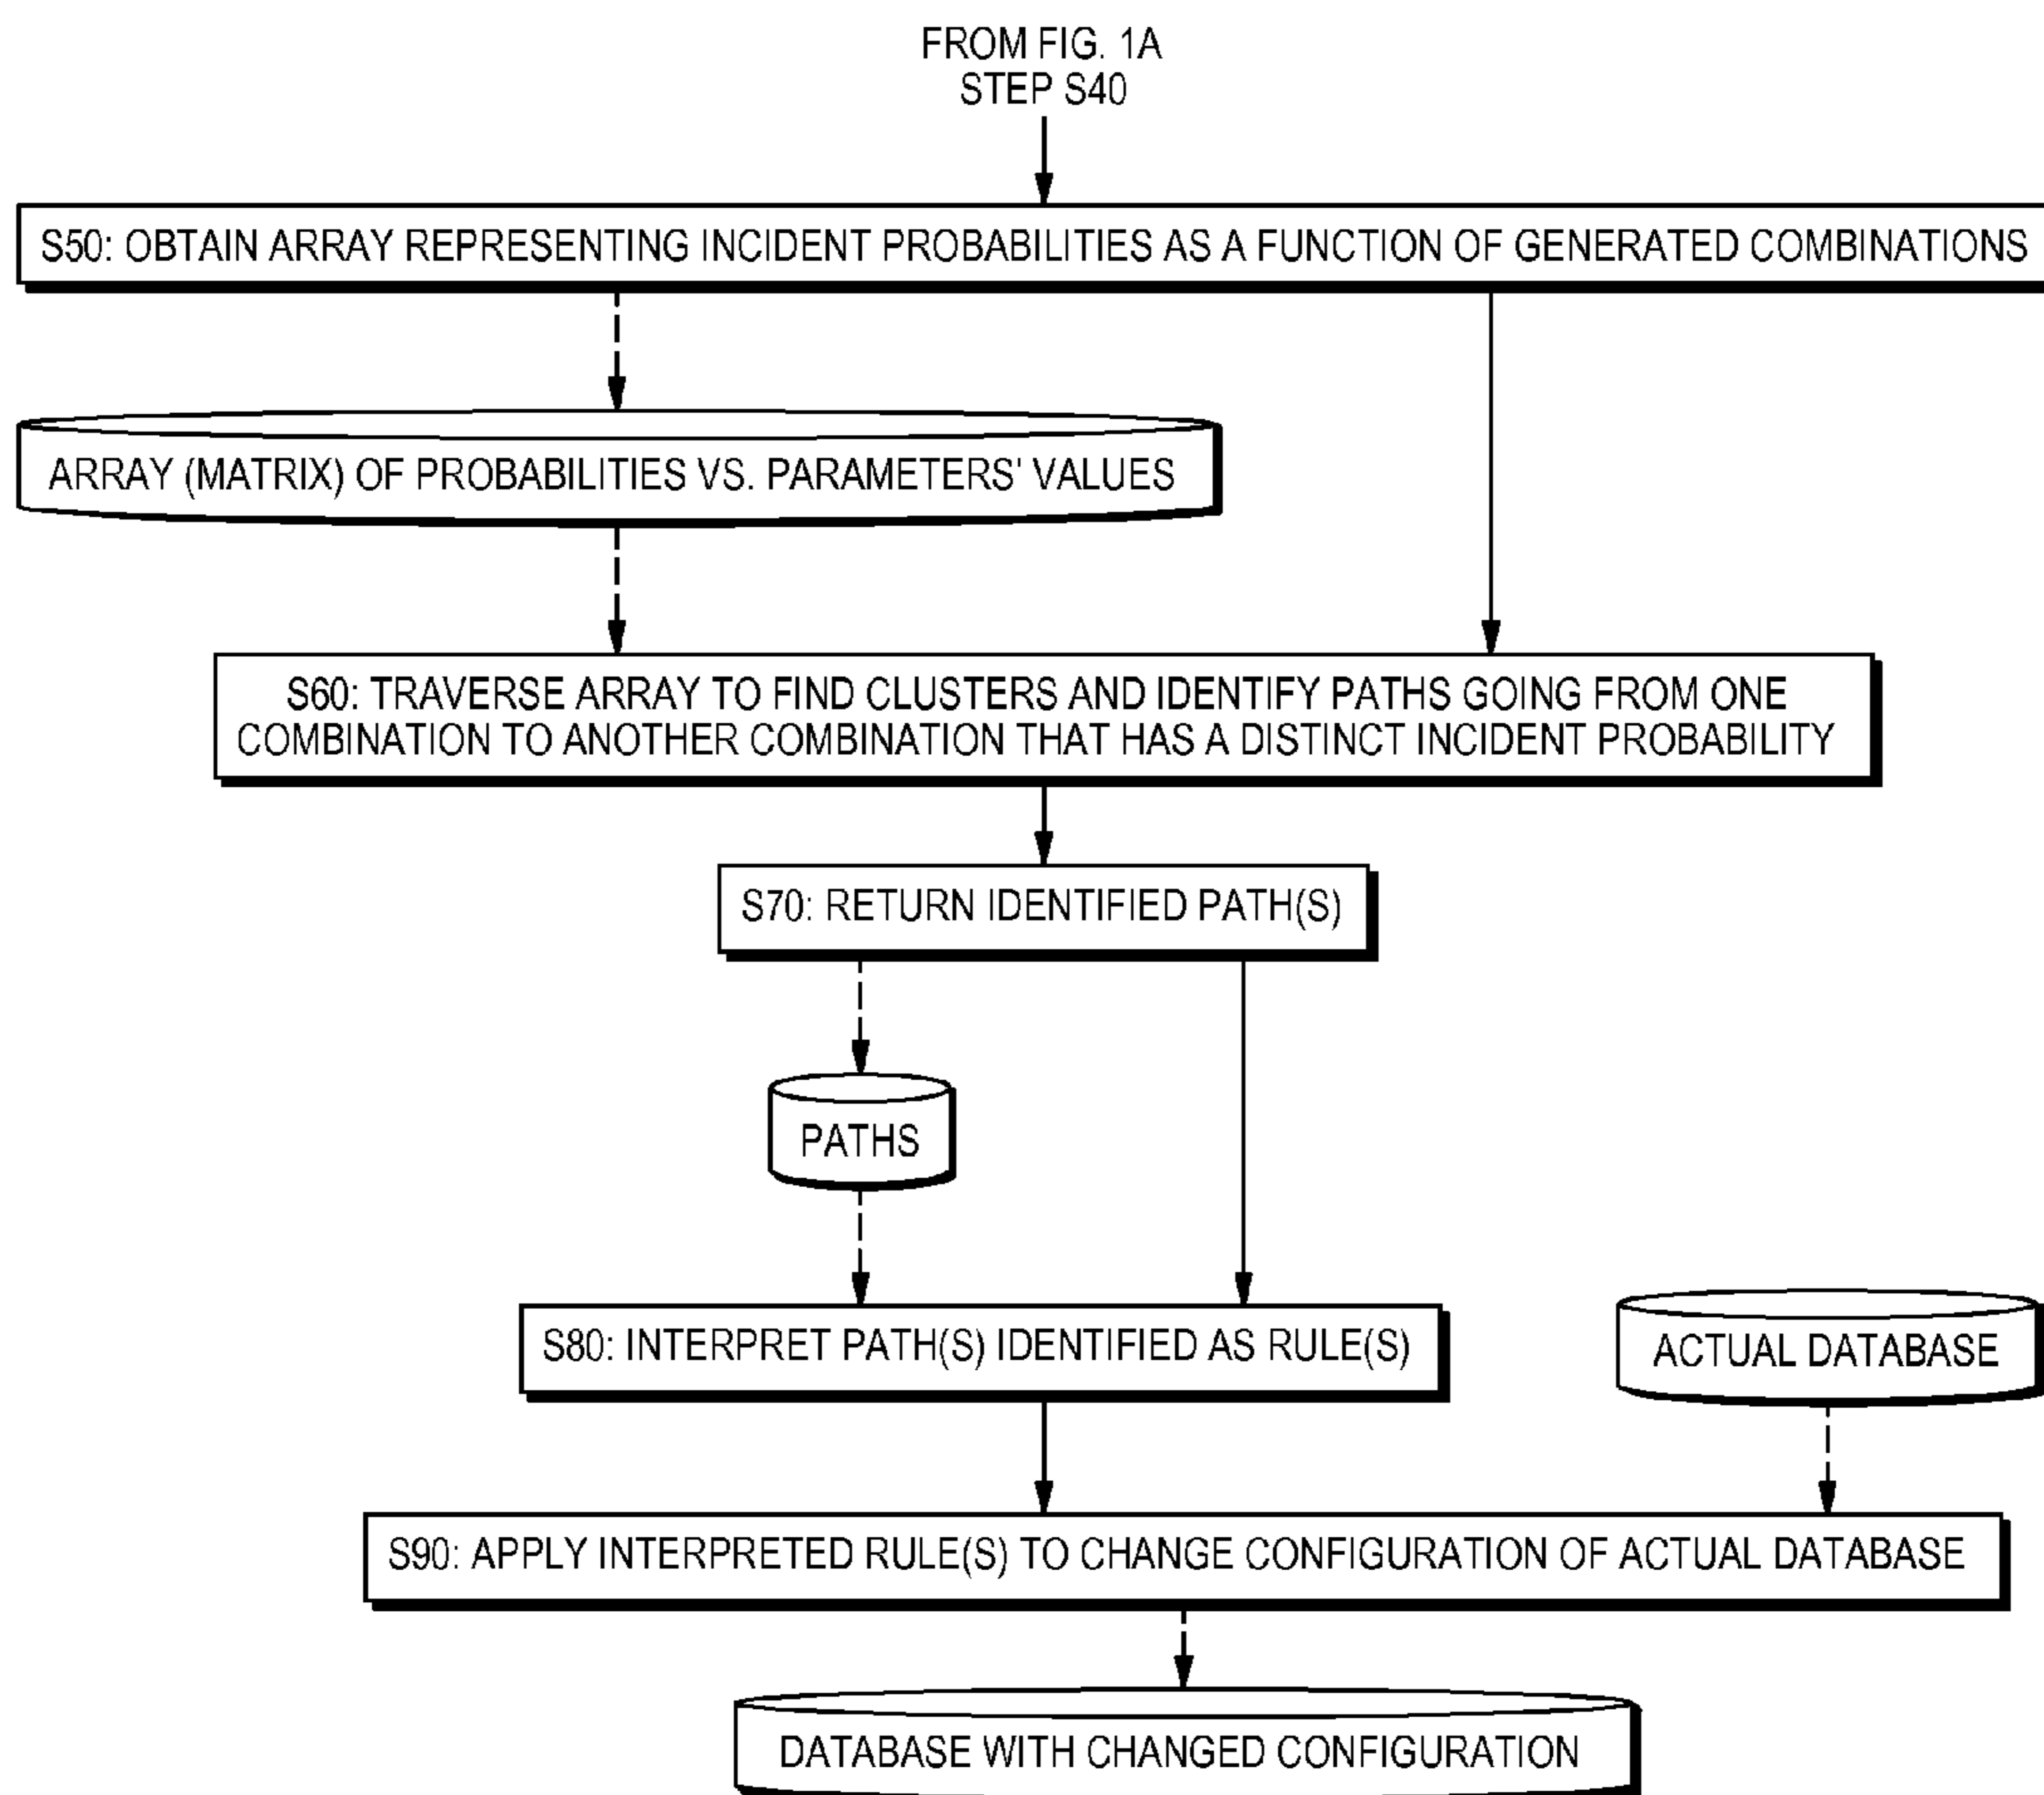 FROM FIG. 1A
STEP S40
S50: OBTAIN ARRAY REPRESENTING INCIDENT PROBABILITIES AS A FUNCTION OF GENERATED COMBINATIONS
ARRAY (MATRIX) OF PROBABILITIES VS. PARAMETERS' VALUES
S60: TRAVERSE ARRAY TO FIND CLUSTERS AND IDENTIFY PATHS GOING FROM ONE
COMBINATION TO ANOTHER COMBINATION THAT HAS A DISTINCT INCIDENT PROBABILITY
S70: RETURN IDENTIFIED PATH(S)
PATHS
S80: INTERPRET PATH(S) IDENTIFIED AS RULE(S)
ACTUAL DATABASE
S90: APPLY INTERPRETED RULE(S) TO CHANGE CONFIGURATION OF ACTUAL DATABASE
DATABASE WITH CHANGED CONFIGURATION